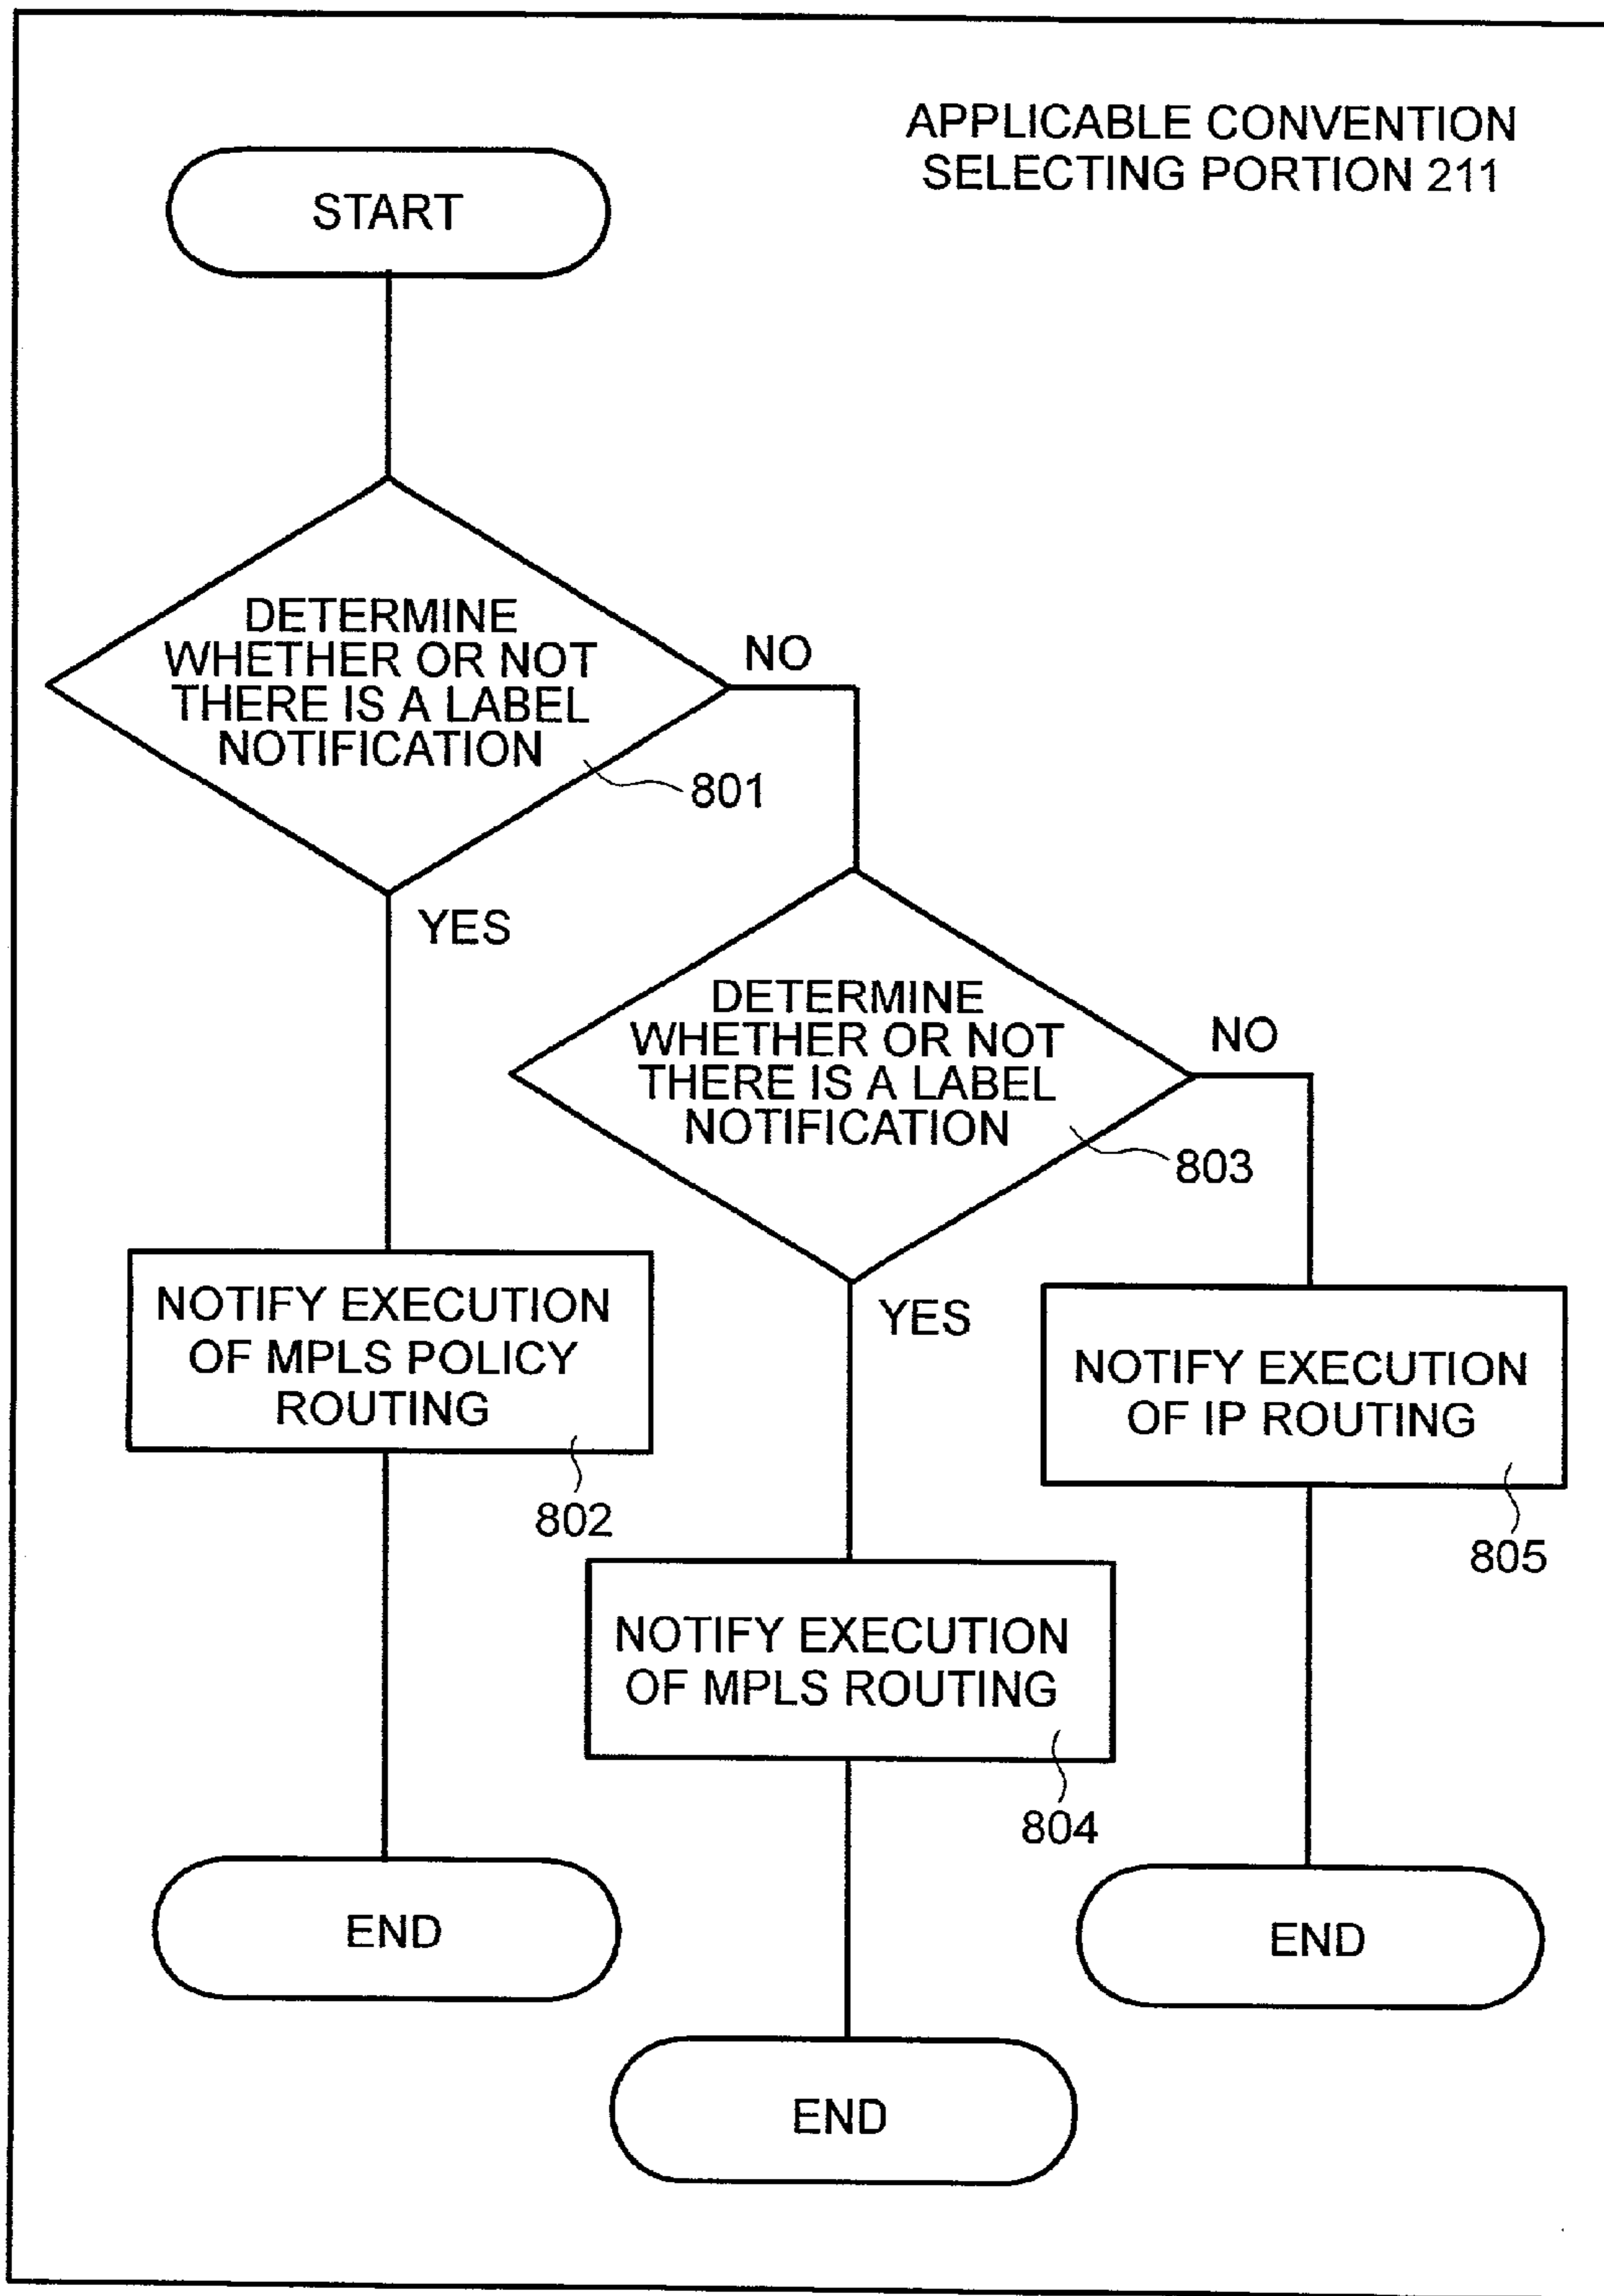 APPLICABLE CONVENTION
SELECTING PORTION 211
START
DETERMINE
WHETHER OR NOT
THERE IS A LABEL
NOTIFICATION
NO
801
YES
DETERMINE
WHETHER OR NOT
THERE IS A LABEL
NOTIFICATION
NO
803
YES
NOTIFY EXECUTION
OF MPLS POLICY
ROUTING
802
NOTIFY EXECUTION
OF IP ROUTING
805
NOTIFY EXECUTION
OF MPLS ROUTING
804
END
END
END